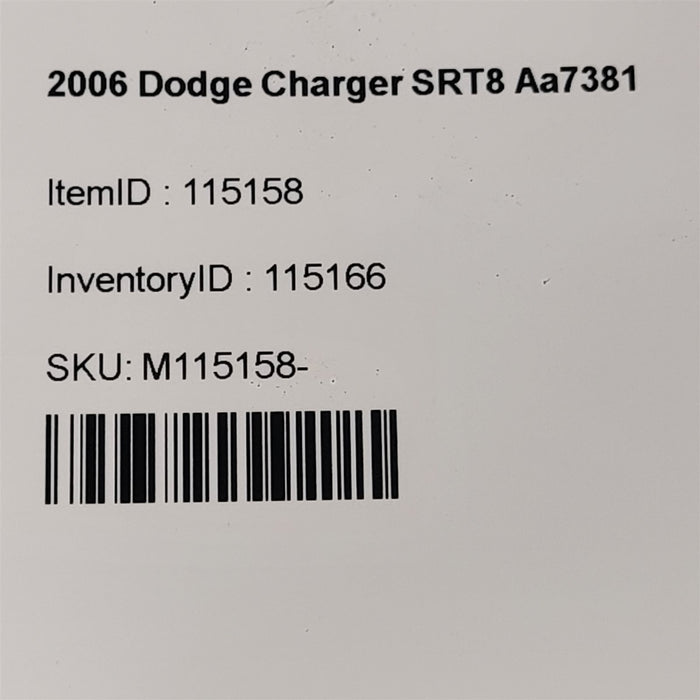 2006 Dodge Charger SRT8 Aa7381
ItemID : 115158
InventoryID : 115166
SKU: M115158-